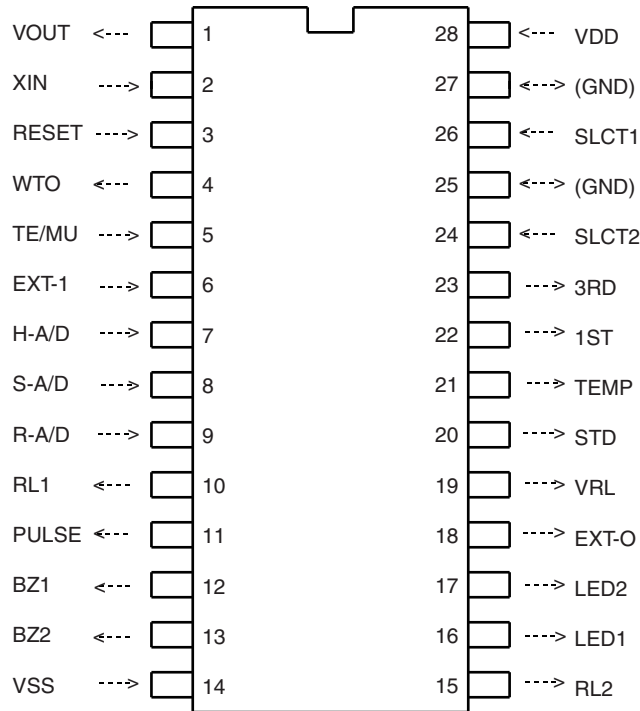 VOUT 1 28 VDD
XIN 2 27 (GND)
RESET 3 26 SLCT1
WTO 4 25 (GND)
TE/MU 5 24 SLCT2
EXT-1 6 23 3RD
H-A/D 7 22 1ST
S-A/D 8 21 TEMP
R-A/D 9 20 STD
RL1 10 19 VRL
PULSE 11 18 EXT-O
BZ1 12 17 LED2
BZ2 13 16 LED1
VSS 14 15 RL2